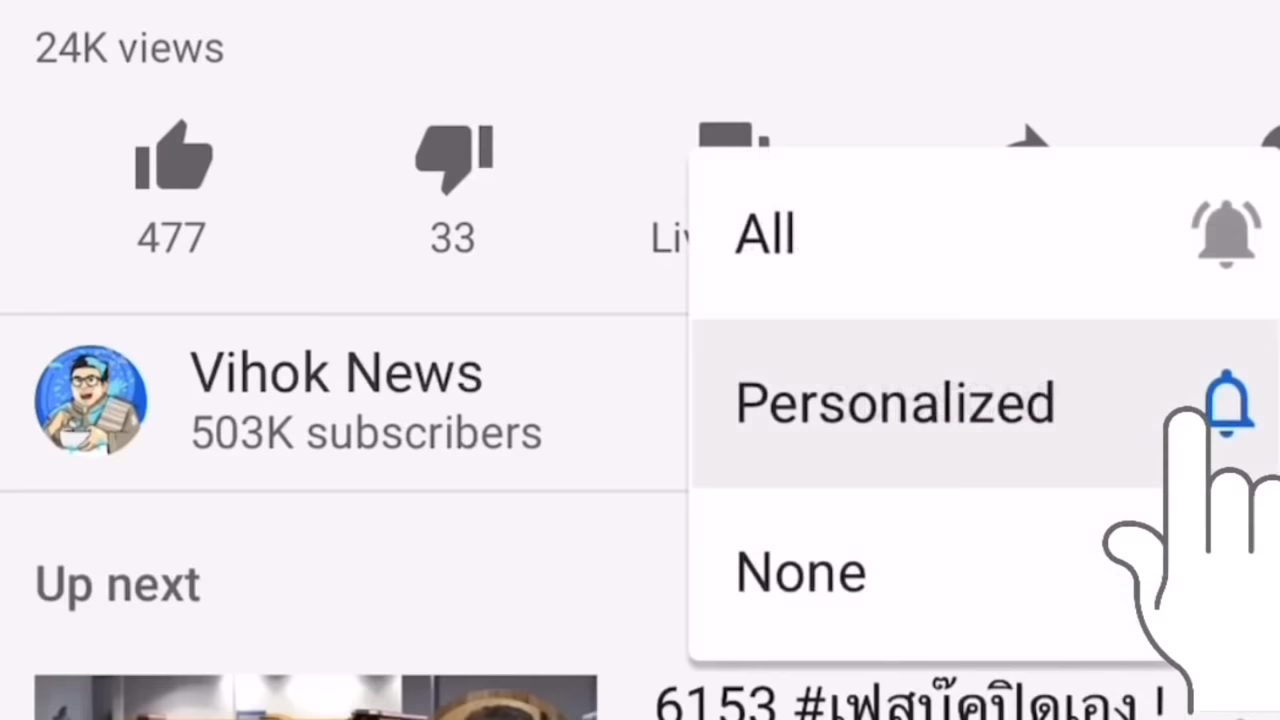 24K views
477
33
Liv
All
Vihok News
503K subscribers
Personalized
None
Up next
6153 #เฟสบุ๊คปิดเอง !